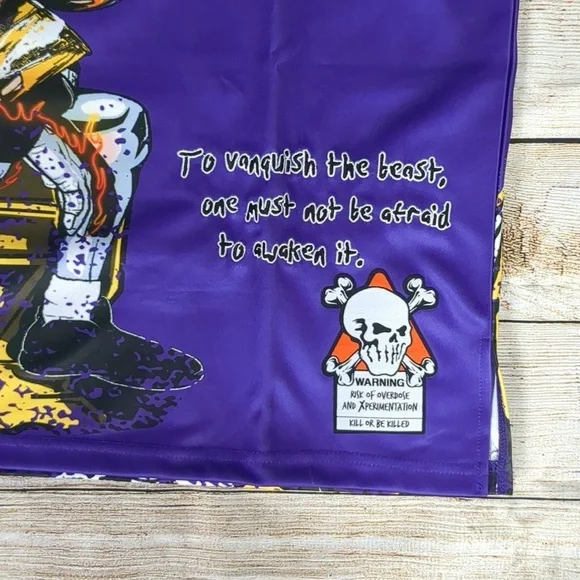 To vanquish the beast,
one must not be afraid
to awaken it.
WARNING
RISK OF OVERDOSE
AND XPERIMENTATION
KILL OR BE KILLED